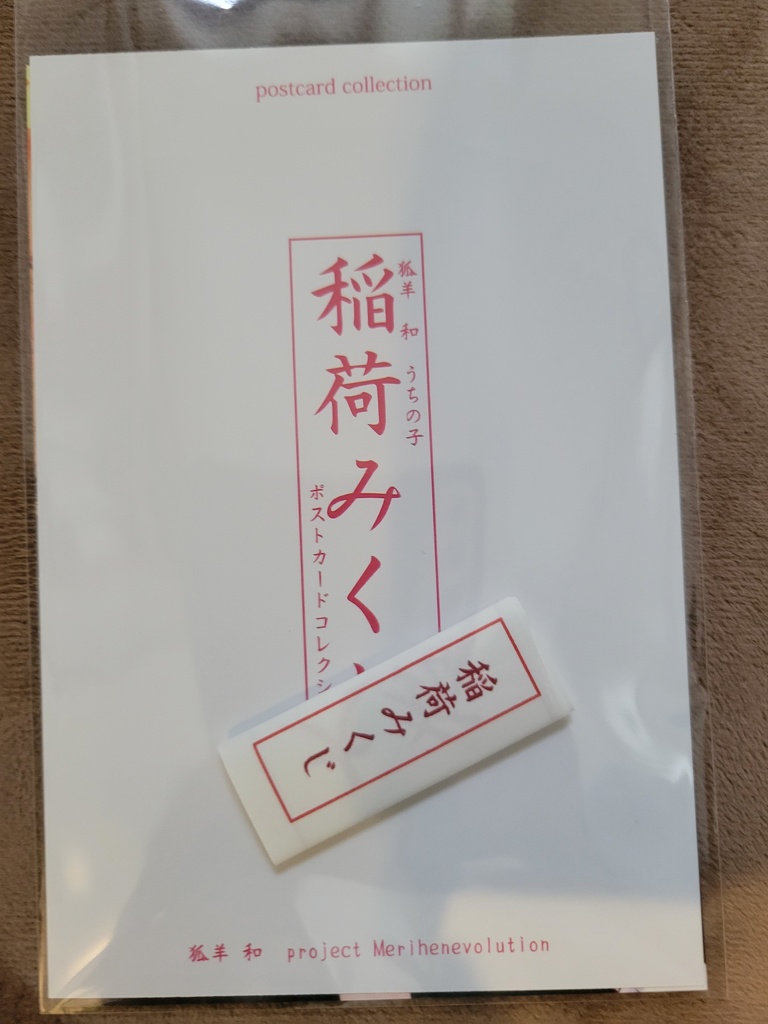 postcard collection
狐羊 和 うちの子
稲荷みく
ポストカードコレクシ
稲荷みくじ
狐羊 和 project Merihenevolution